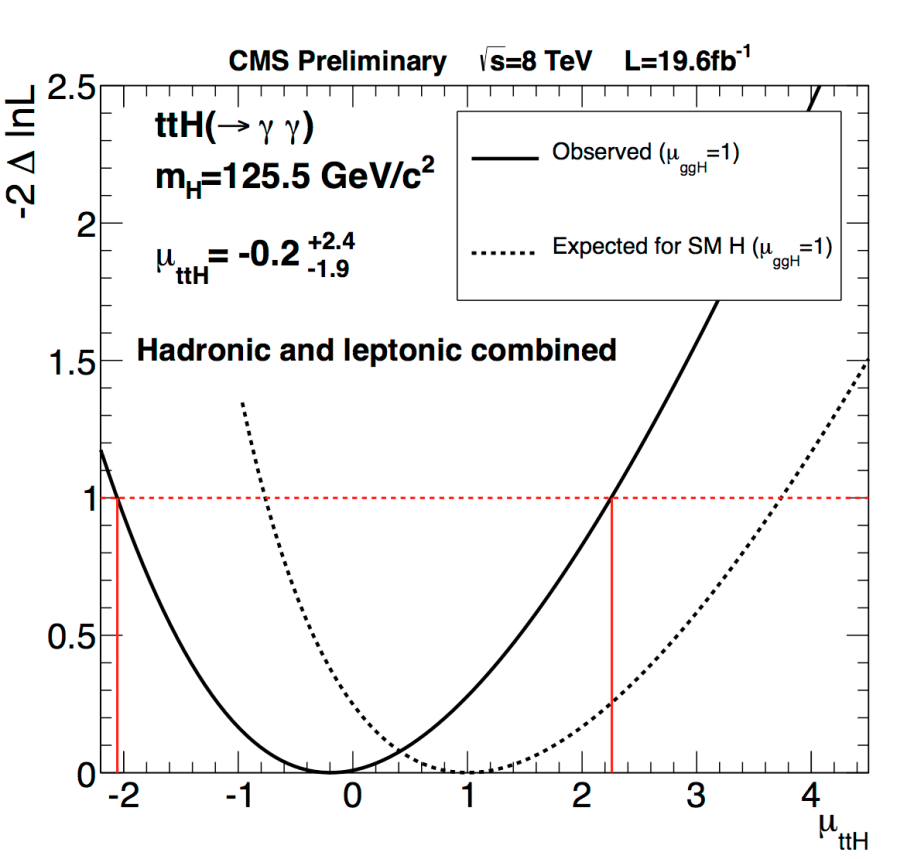 CMS Preliminary √s=8 TeV L=19.6fb⁻¹
-2 Δ lnL
2.5
2
1.5
1
0.5
0
ttH(→ γ γ)
m_H=125.5 GeV/c²
μ_ttH= -0.2 +2.4 -1.9
Hadronic and leptonic combined
Observed (μ_ggH=1)
Expected for SM H (μ_ggH=1)
-2 -1 0 1 2 3 4
μ_ttH